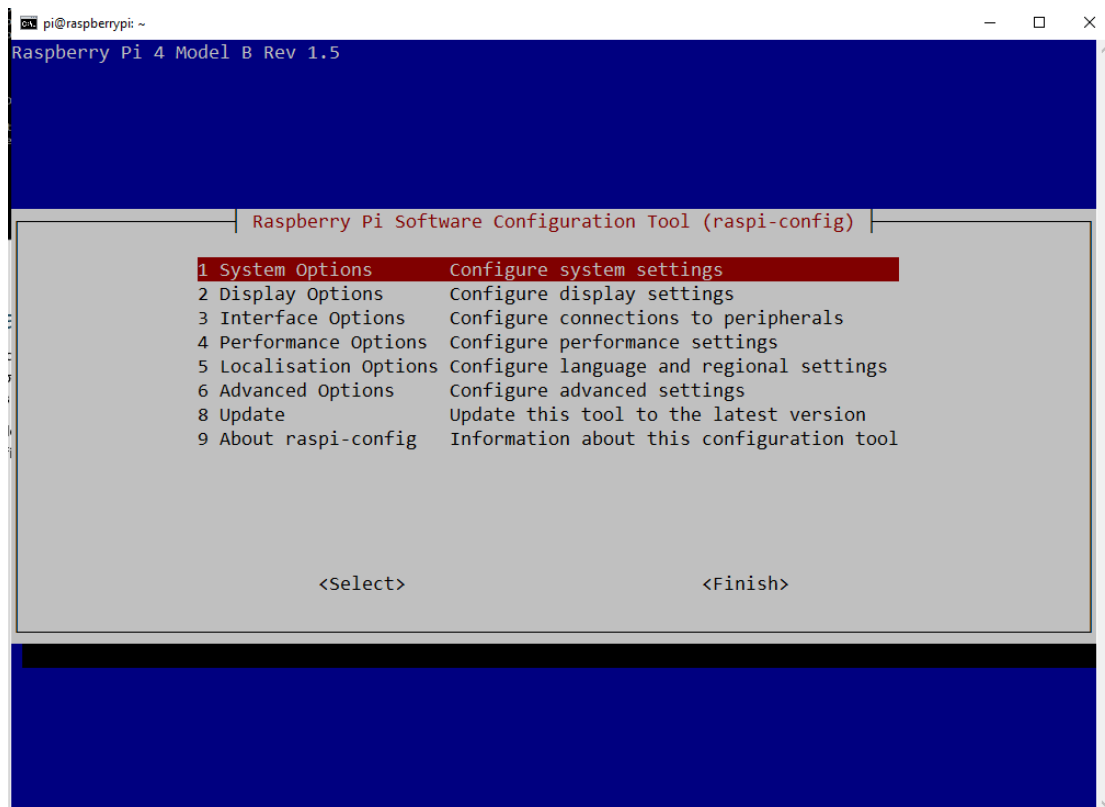 pi@raspberrypi: ~
Raspberry Pi 4 Model B Rev 1.5
Raspberry Pi Software Configuration Tool (raspi-config)
1 System Options Configure system settings
2 Display Options Configure display settings
3 Interface Options Configure connections to peripherals
4 Performance Options Configure performance settings
5 Localisation Options Configure language and regional settings
6 Advanced Options Configure advanced settings
8 Update Update this tool to the latest version
9 About raspi-config Information about this configuration tool
<Select> <Finish>